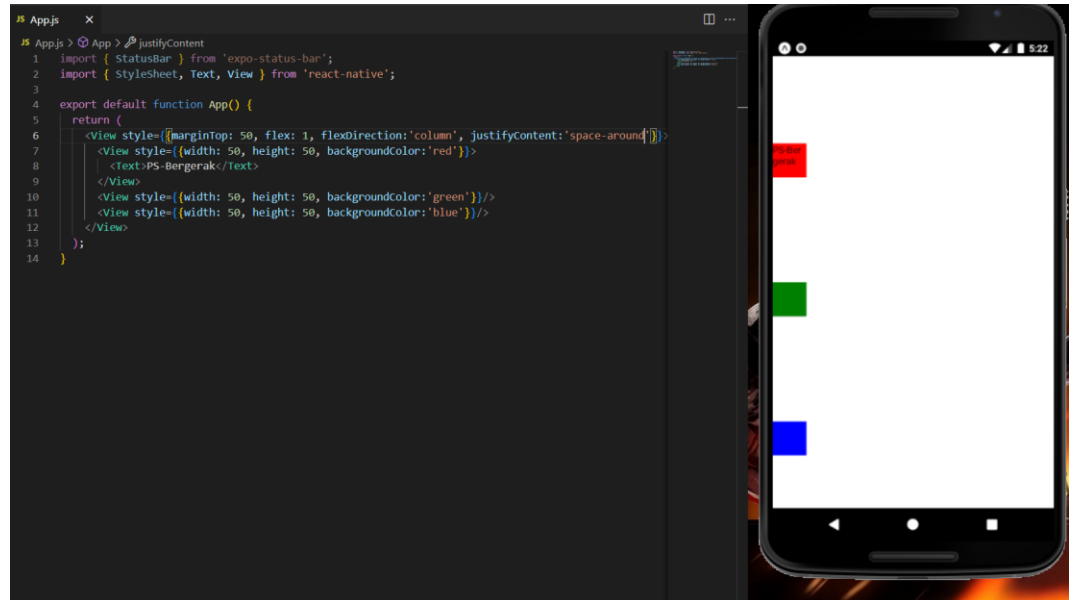 JS App.js ×
JS App.js > App > justifyContent
1 import { StatusBar } from 'expo-status-bar';
2 import { StyleSheet, Text, View } from 'react-native';
3
4 export default function App() {
5 return (
6 <View style={{marginTop: 50, flex: 1, flexDirection:'column', justifyContent:'space-around'}}>
7 <View style={{width: 50, height: 50, backgroundColor:'red'}}>
8 <Text>PS-Bergerak</Text>
9 </View>
10 <View style={{width: 50, height: 50, backgroundColor:'green'}}/>
11 <View style={{width: 50, height: 50, backgroundColor:'blue'}}/>
12 </View>
13 );
14 }
5:22
PS-Ber
gerak